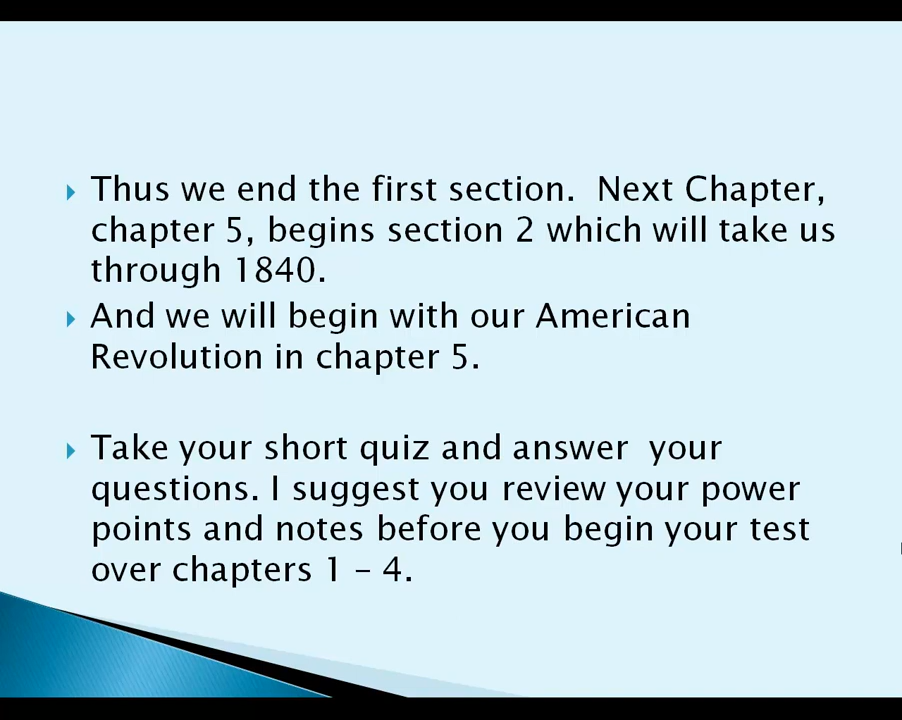 Thus we end the first section.  Next Chapter,
chapter 5, begins section 2 which will take us
through 1840.
And we will begin with our American
Revolution in chapter 5.
Take your short quiz and answer  your
questions. I suggest you review your power
points and notes before you begin your test
over chapters 1 – 4.